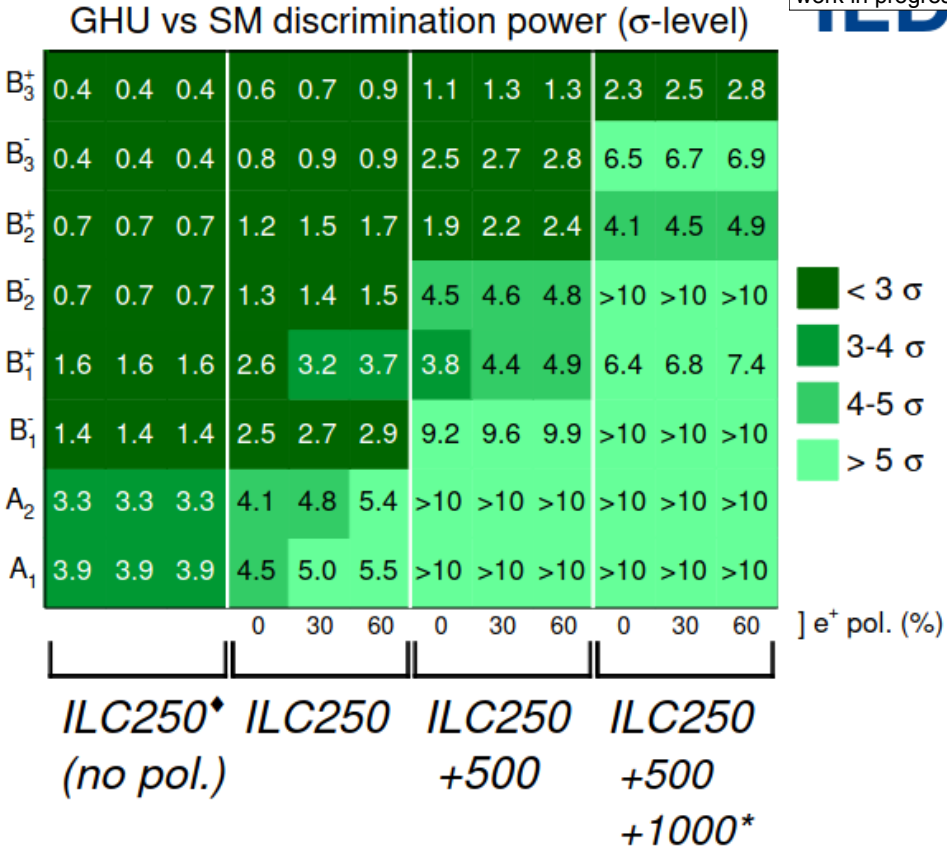 work in progres
ILD
GHU vs SM discrimination power (σ-level)
B₃⁺ 0.4 0.4 0.4 0.6 0.7 0.9 1.1 1.3 1.3 2.3 2.5 2.8
B₃⁻ 0.4 0.4 0.4 0.8 0.9 0.9 2.5 2.7 2.8 6.5 6.7 6.9
B₂⁺ 0.7 0.7 0.7 1.2 1.5 1.7 1.9 2.2 2.4 4.1 4.5 4.9
B₂⁻ 0.7 0.7 0.7 1.3 1.4 1.5 4.5 4.6 4.8 >10 >10 >10
B₁⁺ 1.6 1.6 1.6 2.6 3.2 3.7 3.8 4.4 4.9 6.4 6.8 7.4
B₁⁻ 1.4 1.4 1.4 2.5 2.7 2.9 9.2 9.6 9.9 >10 >10 >10
A₂ 3.3 3.3 3.3 4.1 4.8 5.4 >10 >10 >10 >10 >10 >10
A₁ 3.9 3.9 3.9 4.5 5.0 5.5 >10 >10 >10 >10 >10 >10
< 3 σ
3-4 σ
4-5 σ
> 5 σ
0 30 60 0 30 60 0 30 60 ] e⁺ pol. (%)
ILC250♦ ILC250 ILC250 ILC250
(no pol.) +500 +500
+1000*